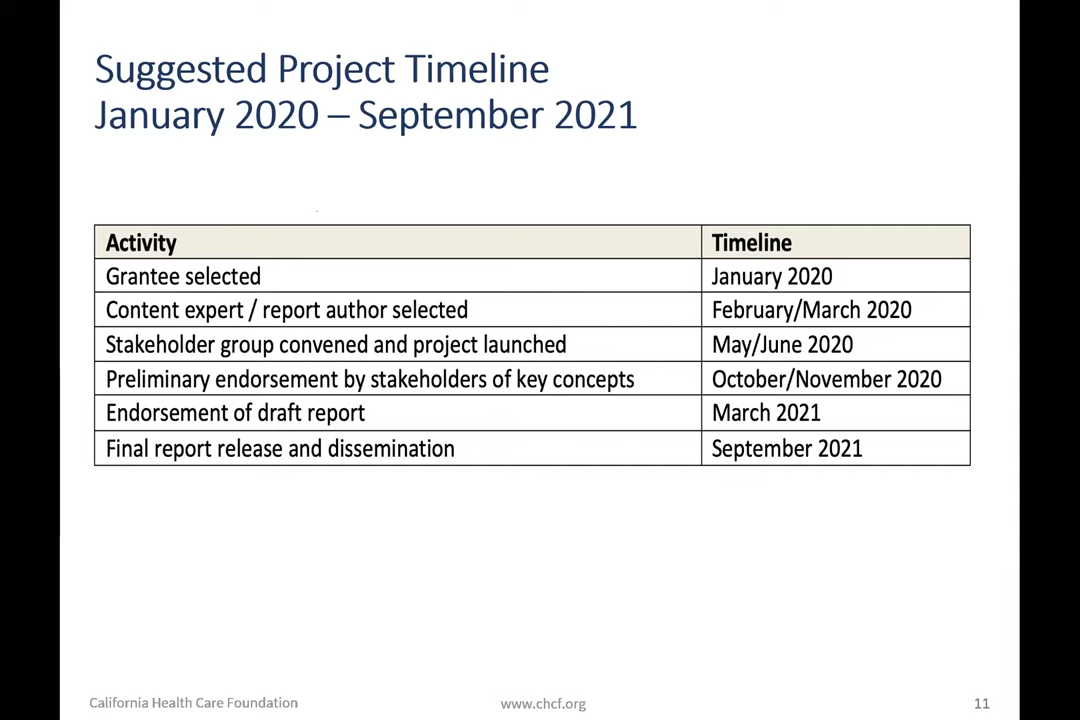 Suggested Project Timeline
January 2020 – September 2021
Activity Timeline
Grantee selected January 2020
Content expert / report author selected February/March 2020
Stakeholder group convened and project launched May/June 2020
Preliminary endorsement by stakeholders of key concepts October/November 2020
Endorsement of draft report March 2021
Final report release and dissemination September 2021
California Health Care Foundation www.chcf.org 11